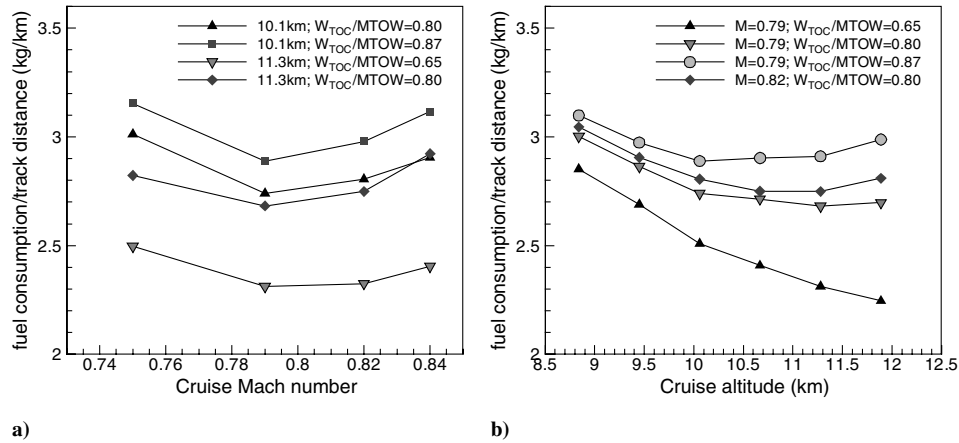 fuel consumption/track distance (kg/km)
3.5
3
2.5
2
0.74
0.76
0.78
0.80
0.82
0.84
Cruise Mach number
10.1km; W_TOC/MTOW=0.80
10.1km; W_TOC/MTOW=0.87
11.3km; W_TOC/MTOW=0.65
11.3km; W_TOC/MTOW=0.80
a)
fuel consumption/track distance (kg/km)
3.5
3
2.5
2
8.5
9
9.5
10
10.5
11
11.5
12
12.5
Cruise altitude (km)
M=0.79; W_TOC/MTOW=0.65
M=0.79; W_TOC/MTOW=0.80
M=0.79; W_TOC/MTOW=0.87
M=0.82; W_TOC/MTOW=0.80
b)